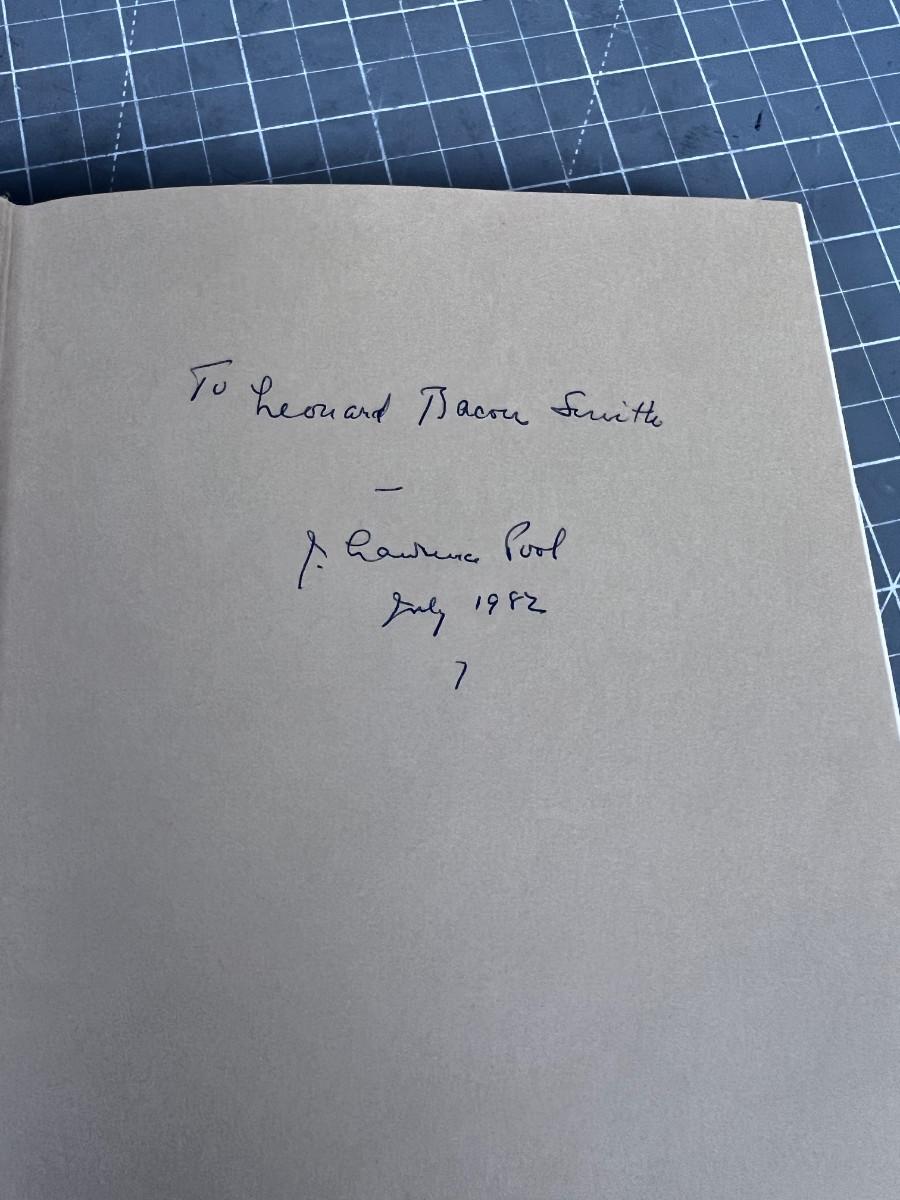 To Leonard Bacon Smith
—
J. Lawrence Pool
July 1982
7